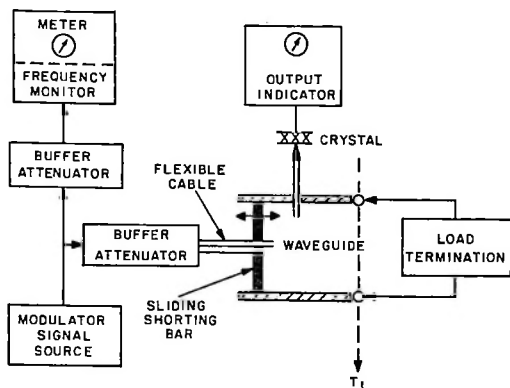 METER
FREQUENCY
MONITOR
BUFFER
ATTENUATOR
MODULATOR
SIGNAL
SOURCE
BUFFER
ATTENUATOR
FLEXIBLE
CABLE
SLIDING
SHORTING
BAR
OUTPUT
INDICATOR
CRYSTAL
WAVEGUIDE
LOAD
TERMINATION
T₁